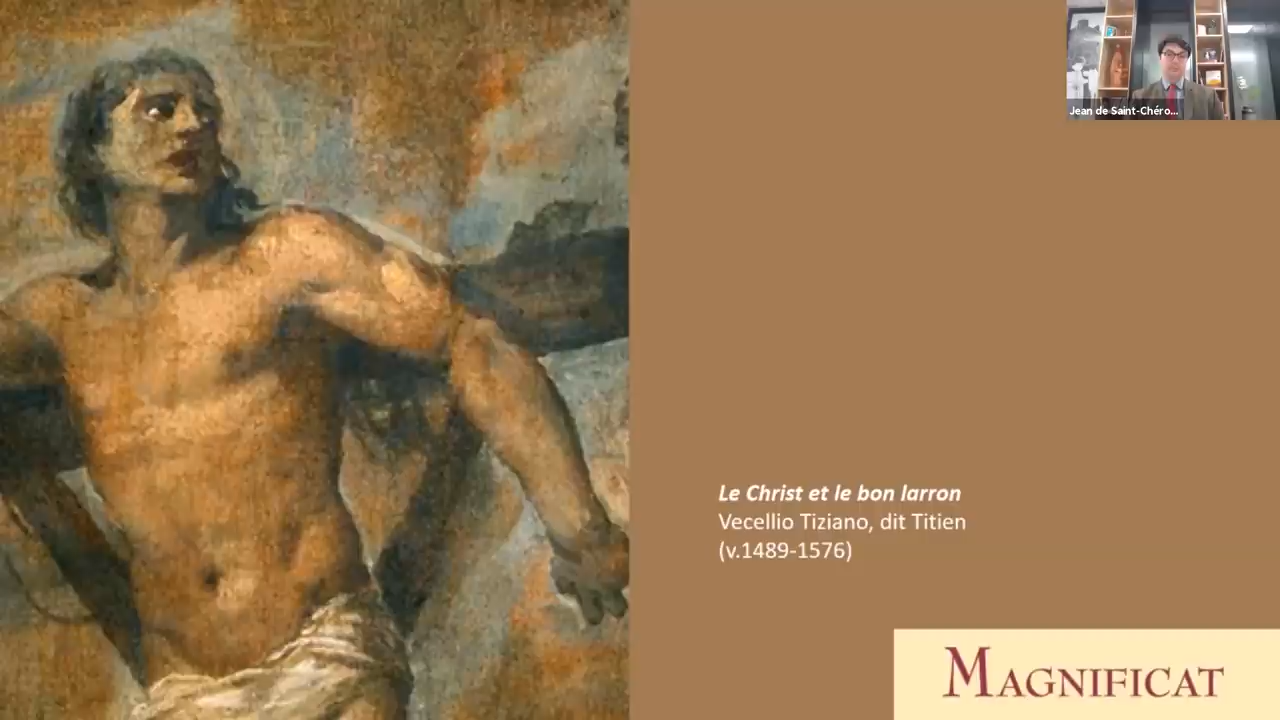 Jean de Saint-Chéro...
Le Christ et le bon larron
Vecellio Tiziano, dit Titien
(v.1489-1576)
MAGNIFICAT